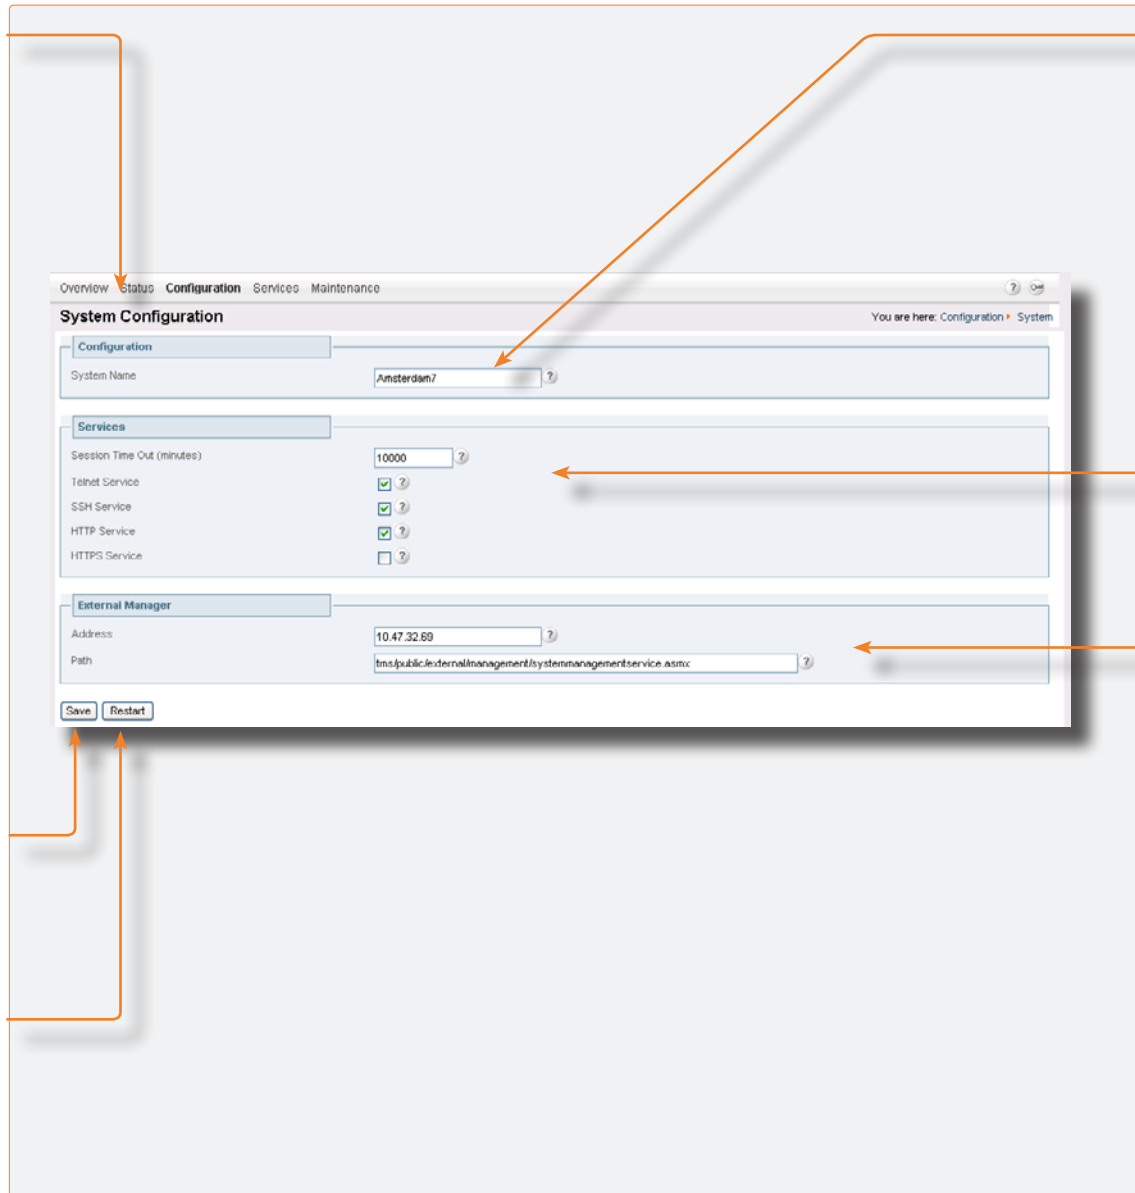 Overview Status Configuration Services Maintenance ?
System Configuration You are here: Configuration System
Configuration
System Name Amsterdam7 ?
Services
Session Time Out (minutes) 10000 ?
Telnet Service ?
SSH Service ?
HTTP Service ?
HTTPS Service ?
External Manager
Address 10.47.32.69 ?
Path tms/public/external/management/systemmanagementservice.asmx ?
Save Restart